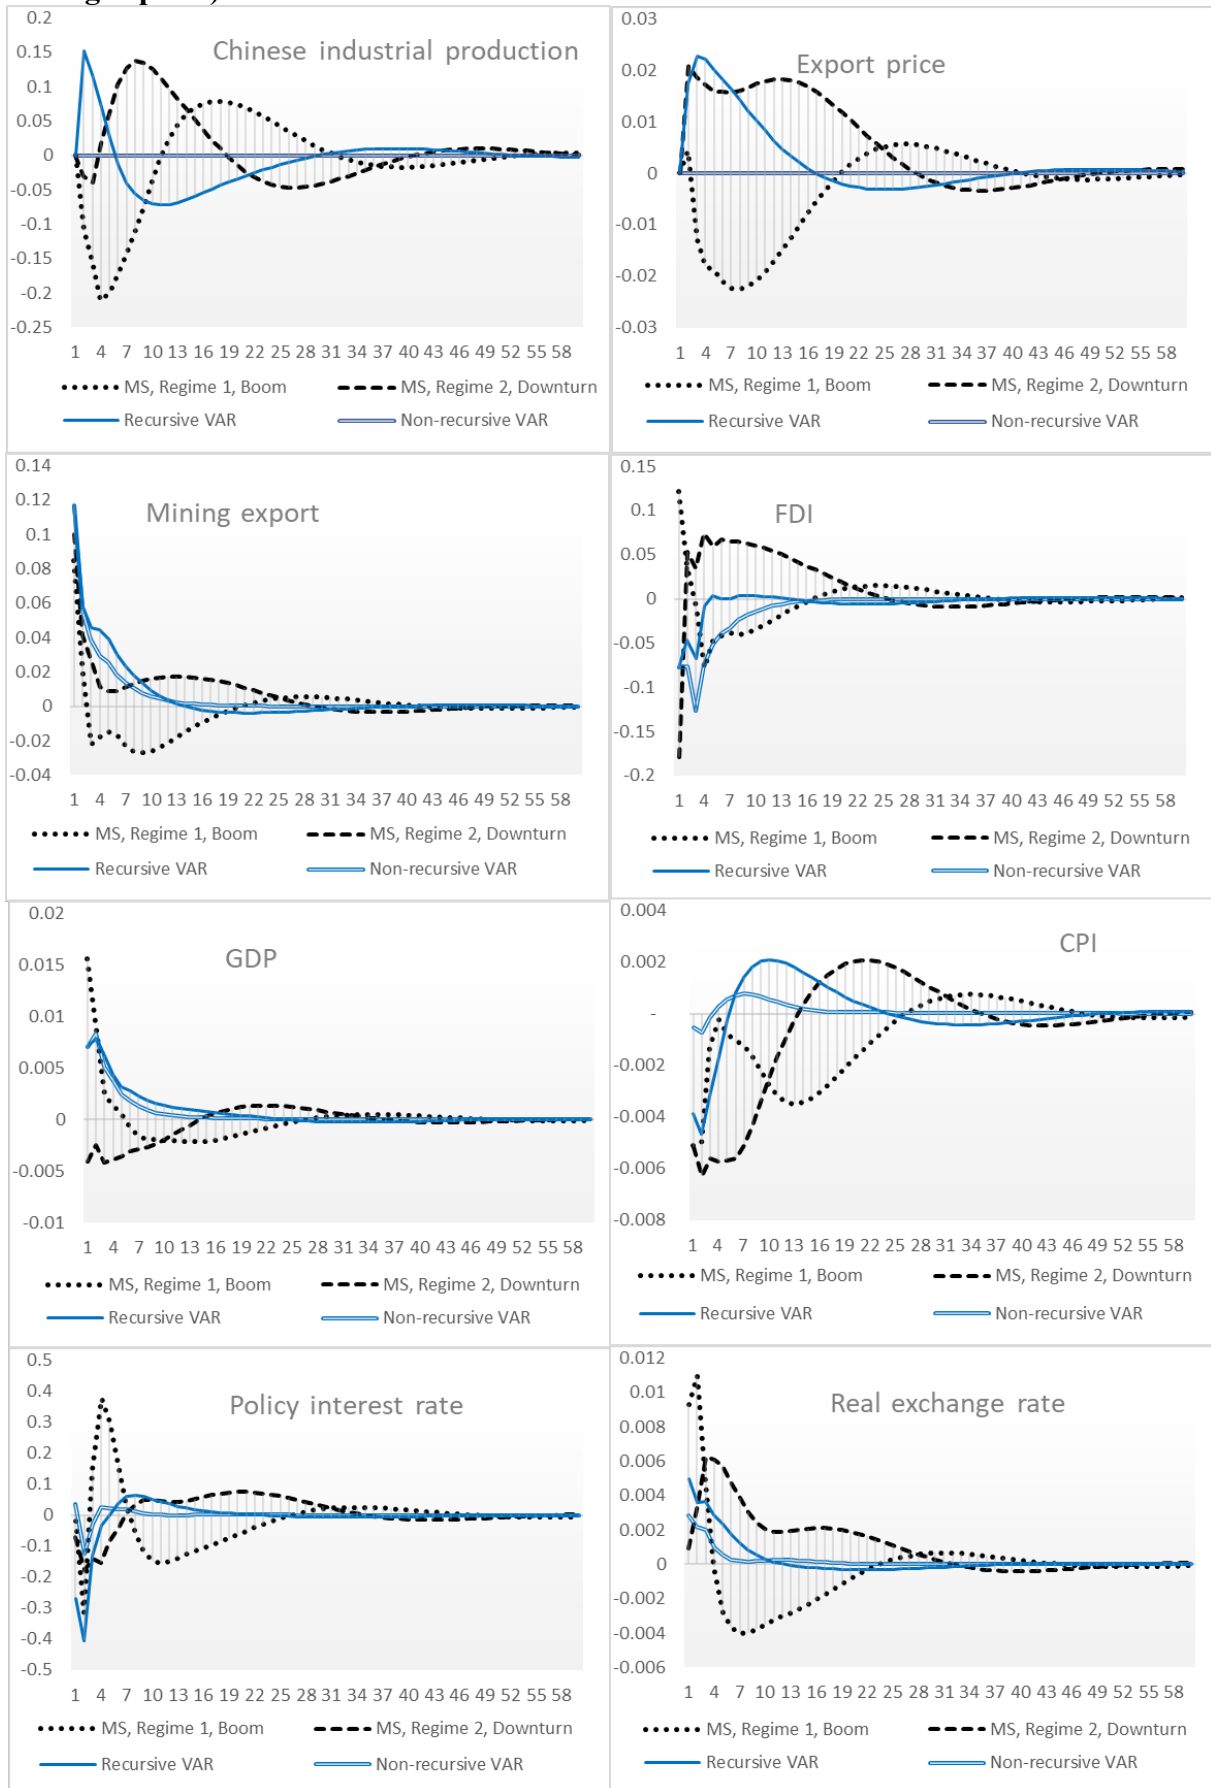 Chinese industrial production
0.2
0.15
0.1
0.05
0
-0.05
-0.1
-0.15
-0.2
-0.25
1 4 7 10 13 16 19 22 25 28 31 34 37 40 43 46 49 52 55 58
MS, Regime 1, Boom MS, Regime 2, Downturn
Recursive VAR Non-recursive VAR
Export price
0.03
0.02
0.01
0
-0.01
-0.02
-0.03
1 4 7 10 13 16 19 22 25 28 31 34 37 40 43 46 49 52 55 58
MS, Regime 1, Boom MS, Regime 2, Downturn
Recursive VAR Non-recursive VAR
Mining export
0.14
0.12
0.1
0.08
0.06
0.04
0.02
0
-0.02
-0.04
1 4 7 10 13 16 19 22 25 28 31 34 37 40 43 46 49 52 55 58
MS, Regime 1, Boom MS, Regime 2, Downturn
Recursive VAR Non-recursive VAR
FDI
0.15
0.1
0.05
0
-0.05
-0.1
-0.15
-0.2
1 4 7 10 13 16 19 22 25 28 31 34 37 40 43 46 49 52 55 58
MS, Regime 1, Boom MS, Regime 2, Downturn
Recursive VAR Non-recursive VAR
GDP
0.02
0.015
0.01
0.005
0
-0.005
-0.01
1 4 7 10 13 16 19 22 25 28 31 34 37 40 43 46 49 52 55 58
MS, Regime 1, Boom MS, Regime 2, Downturn
Recursive VAR Non-recursive VAR
CPI
0.004
0.002
-
-0.002
-0.004
-0.006
-0.008
1 4 7 10 13 16 19 22 25 28 31 34 37 40 43 46 49 52 55 58
MS, Regime 1, Boom MS, Regime 2, Downturn
Recursive VAR Non-recursive VAR
Policy interest rate
0.5
0.4
0.3
0.2
0.1
0
-0.1
-0.2
-0.3
-0.4
-0.5
1 4 7 10 13 16 19 22 25 28 31 34 37 40 43 46 49 52 55 58
MS, Regime 1, Boom MS, Regime 2, Downturn
Recursive VAR Non-recursive VAR
Real exchange rate
0.012
0.01
0.008
0.006
0.004
0.002
0
-0.002
-0.004
-0.006
1 4 7 10 13 16 19 22 25 28 31 34 37 40 43 46 49 52 55 58
MS, Regime 1, Boom MS, Regime 2, Downturn
Recursive VAR Non-recursive VAR